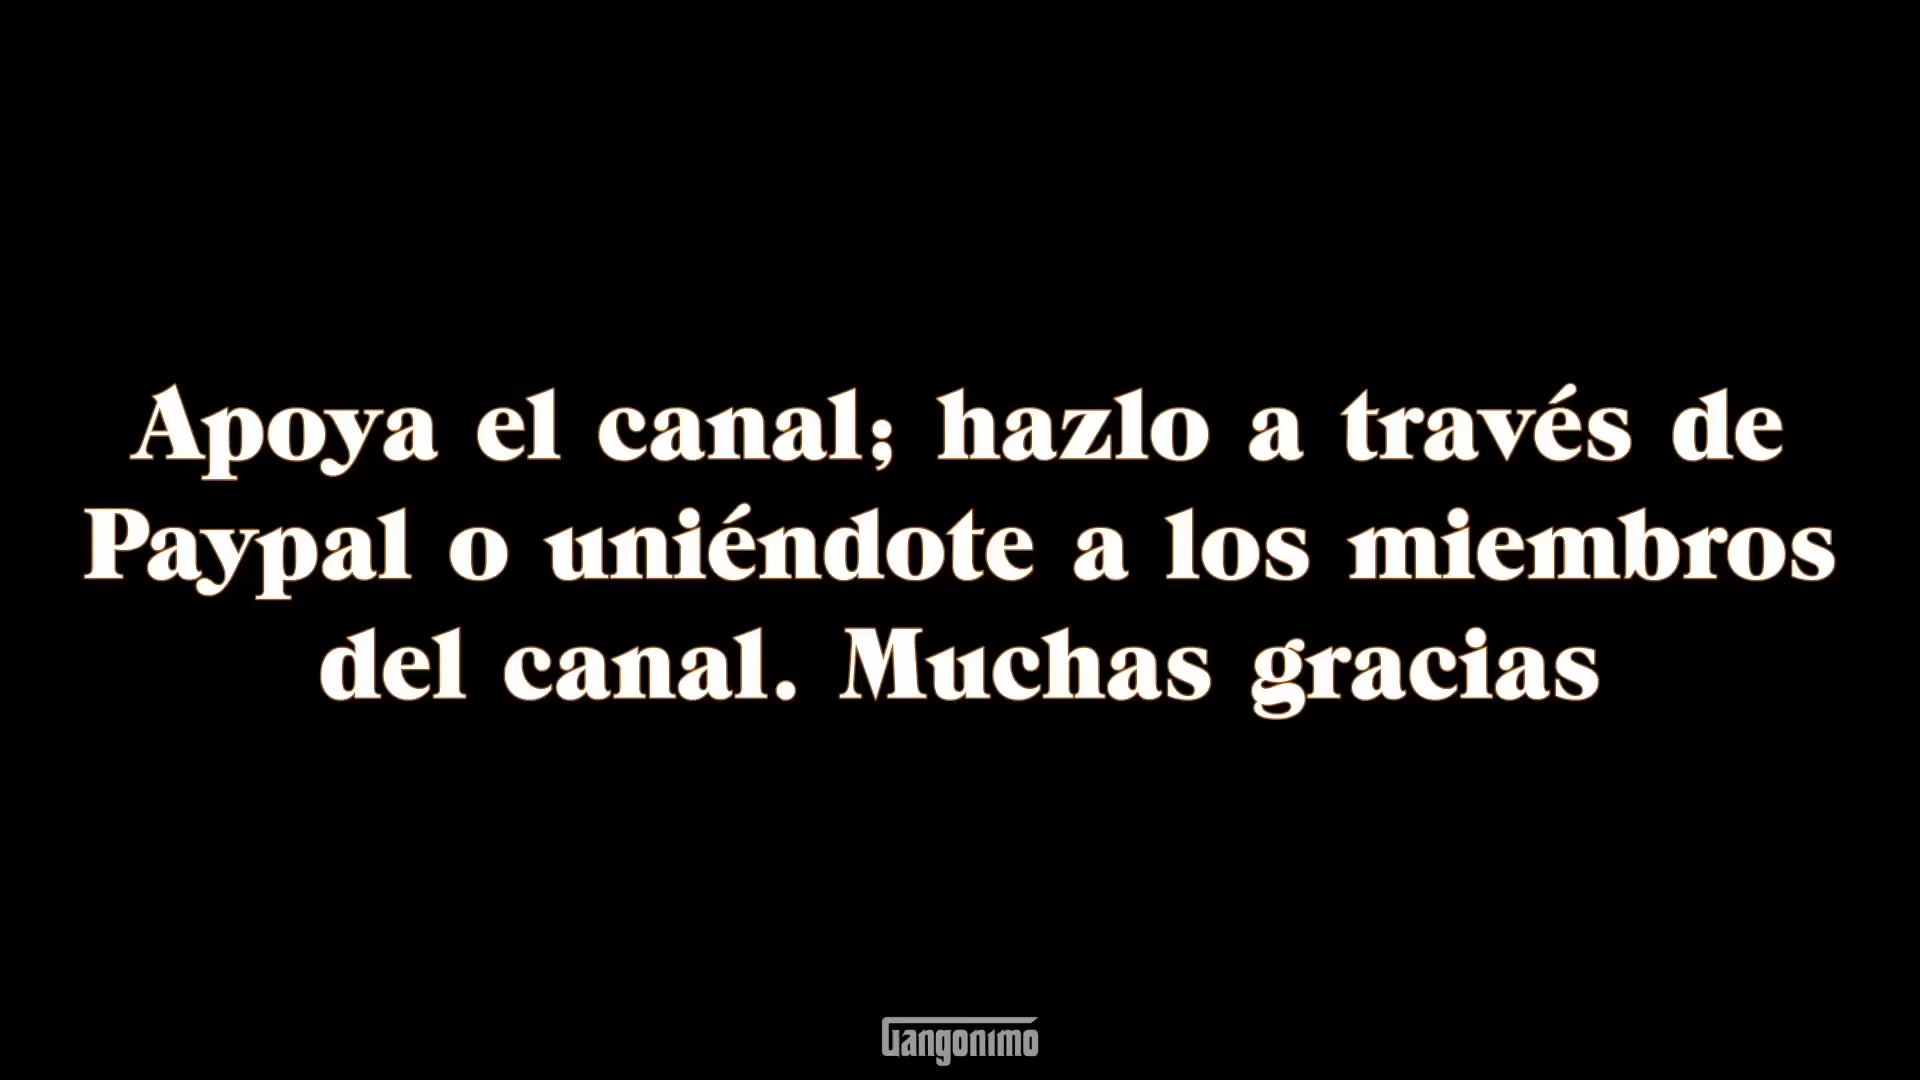 Apoya el canal; hazlo a través de
Paypal o uniéndote a los miembros
del canal. Muchas gracias
Gangonimo